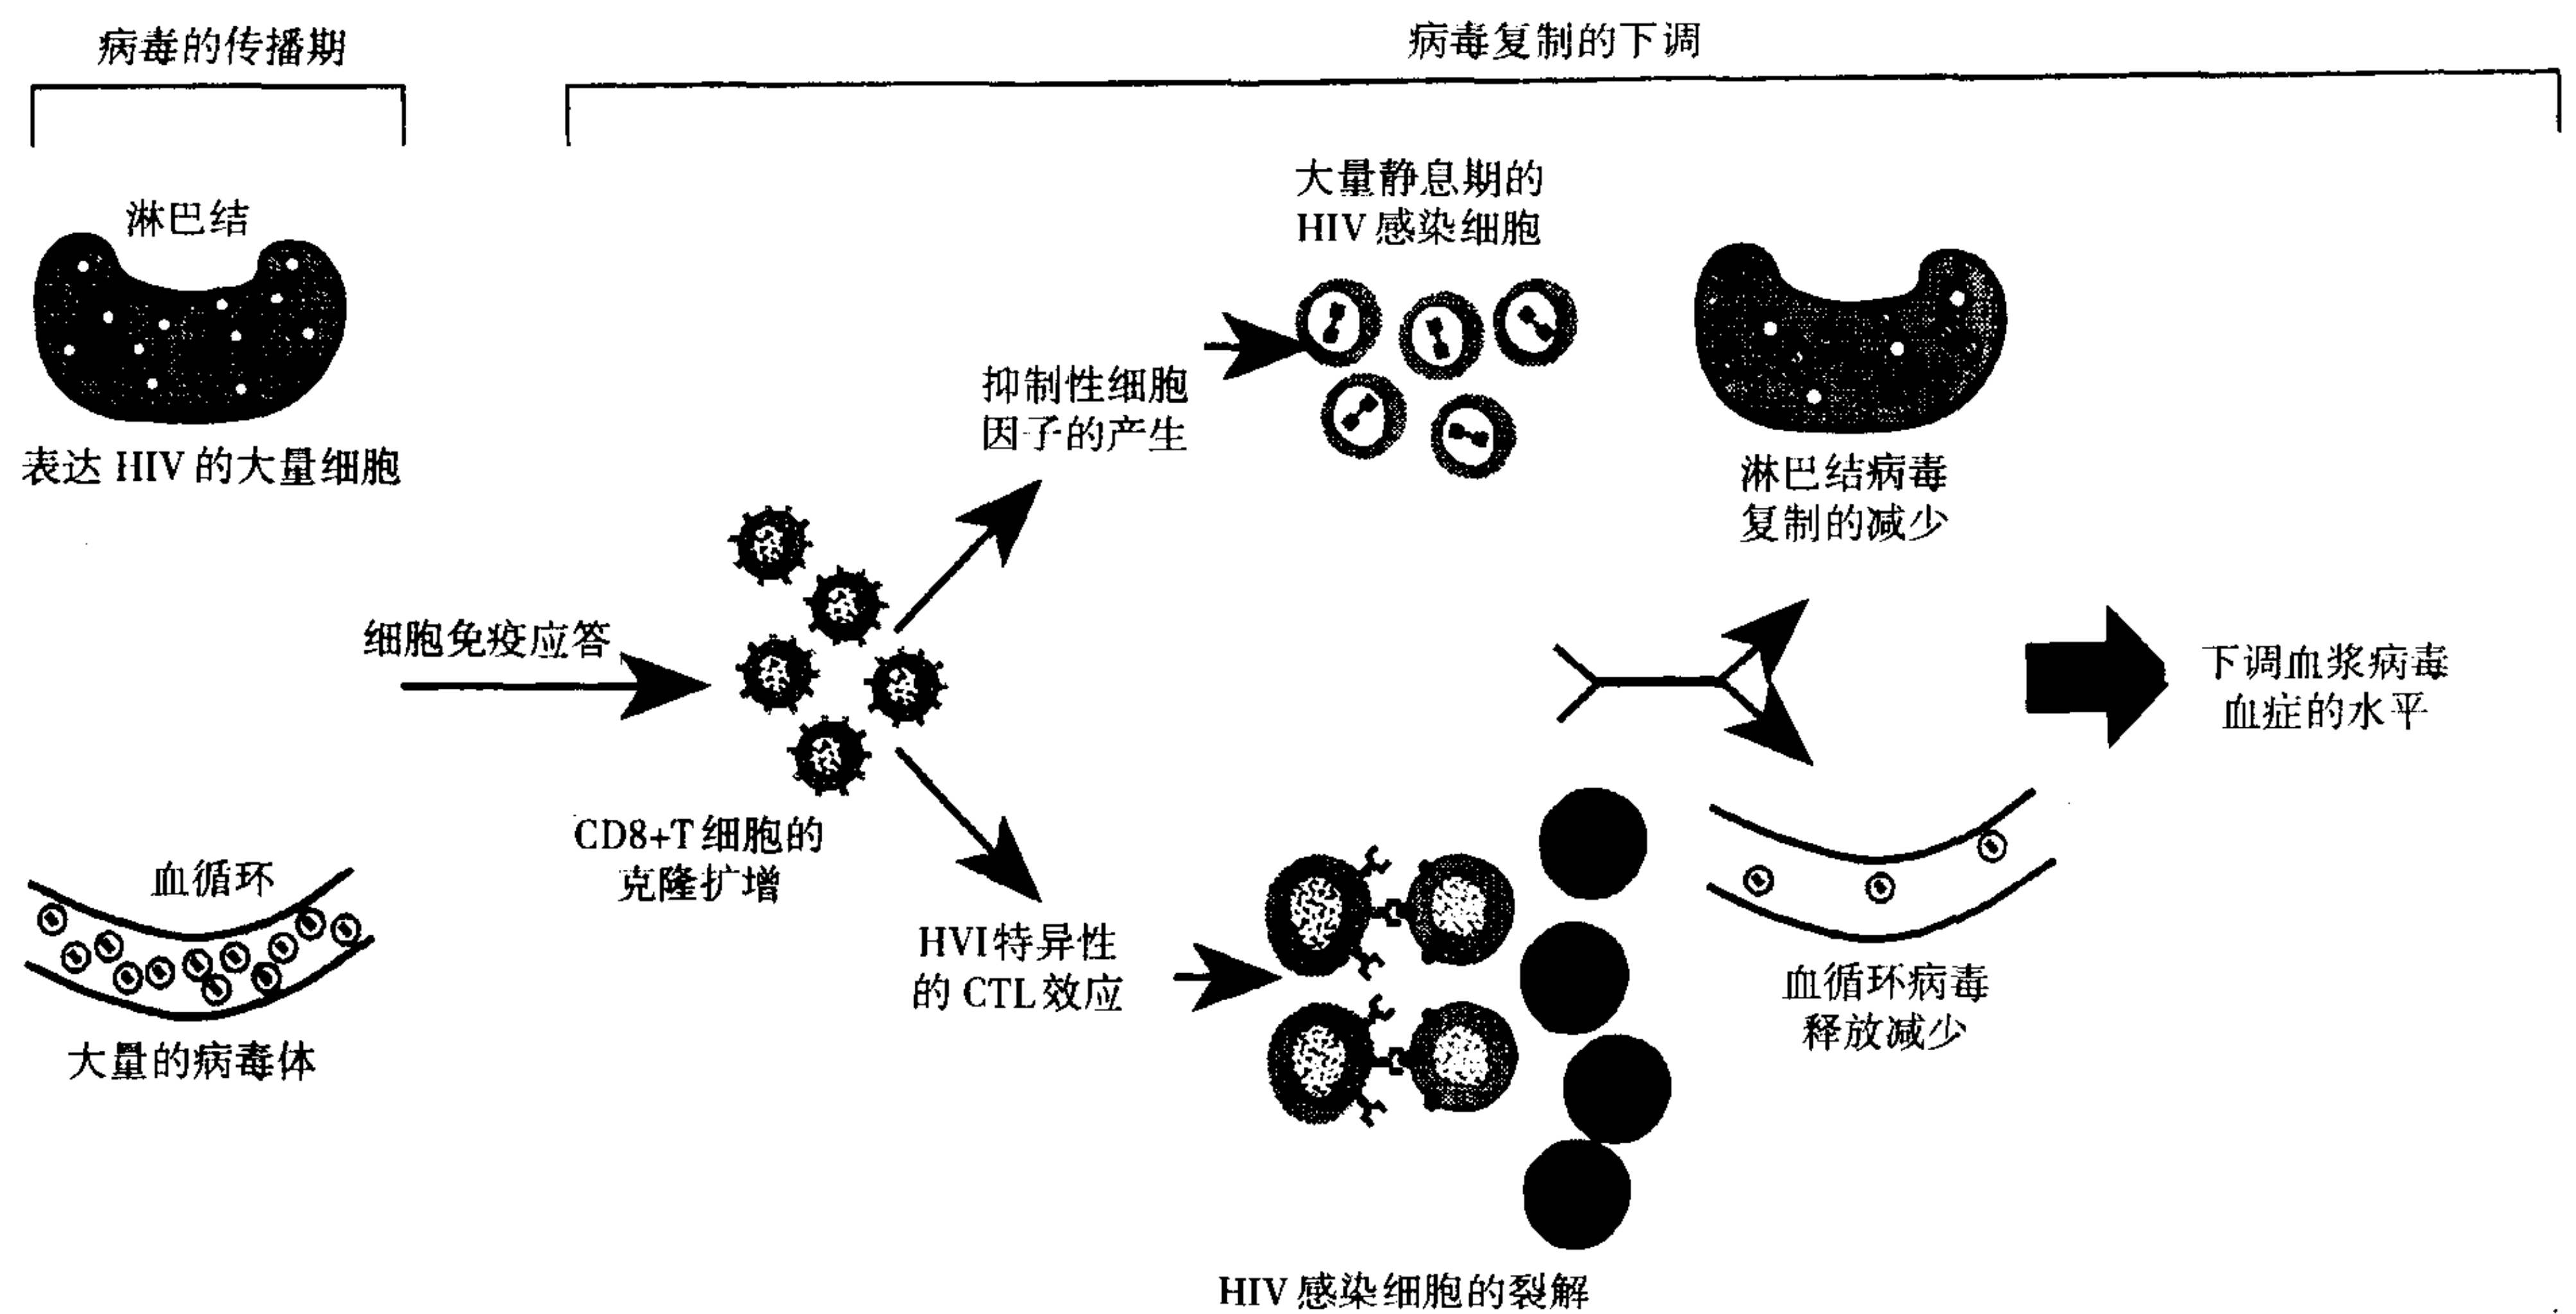 病毒的传播期
病毒复制的下调
淋巴结
表达 HIV 的大量细胞
血循环
大量的病毒体
细胞免疫应答
CD8+T 细胞的
克隆扩增
抑制性细胞
因子的产生
HVI特异性
的 CTL 效应
大量静息期的
HIV 感染细胞
HIV 感染细胞的裂解
淋巴结病毒
复制的减少
血循环病毒
释放减少
下调血浆病毒
血症的水平